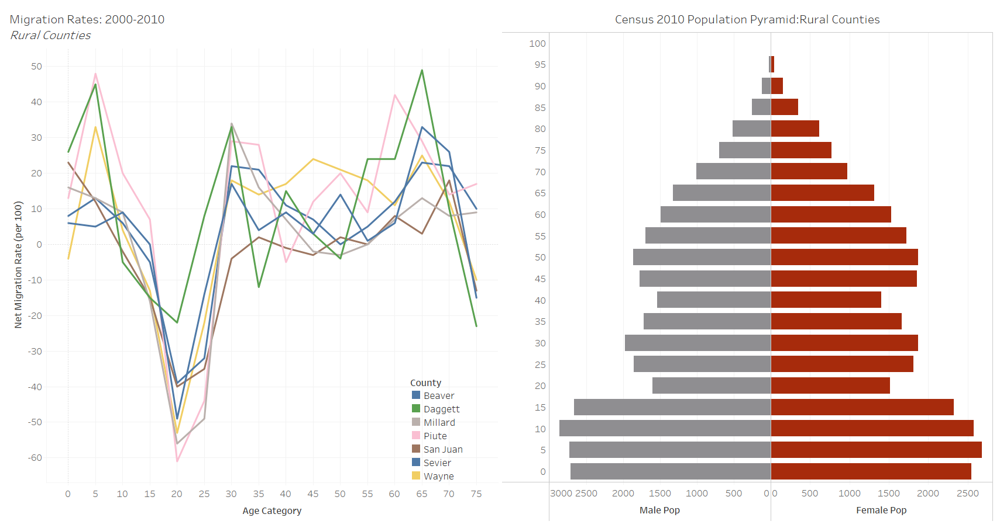 Migration Rates: 2000-2010
Rural Counties
Net Migration Rate (per 100)
50
40
30
20
10
0
-10
-20
-30
-40
-50
-60
County
Beaver
Daggett
Millard
Piute
San Juan
Sevier
Wayne
0 5 10 15 20 25 30 35 40 45 50 55 60 65 70 75
Age Category
Census 2010 Population Pyramid:Rural Counties
100
95
90
85
80
75
70
65
60
55
50
45
40
35
30
25
20
15
10
5
0
3000 2500 2000 1500 1000 500 0 0 500 1000 1500 2000 2500
Male Pop Female Pop